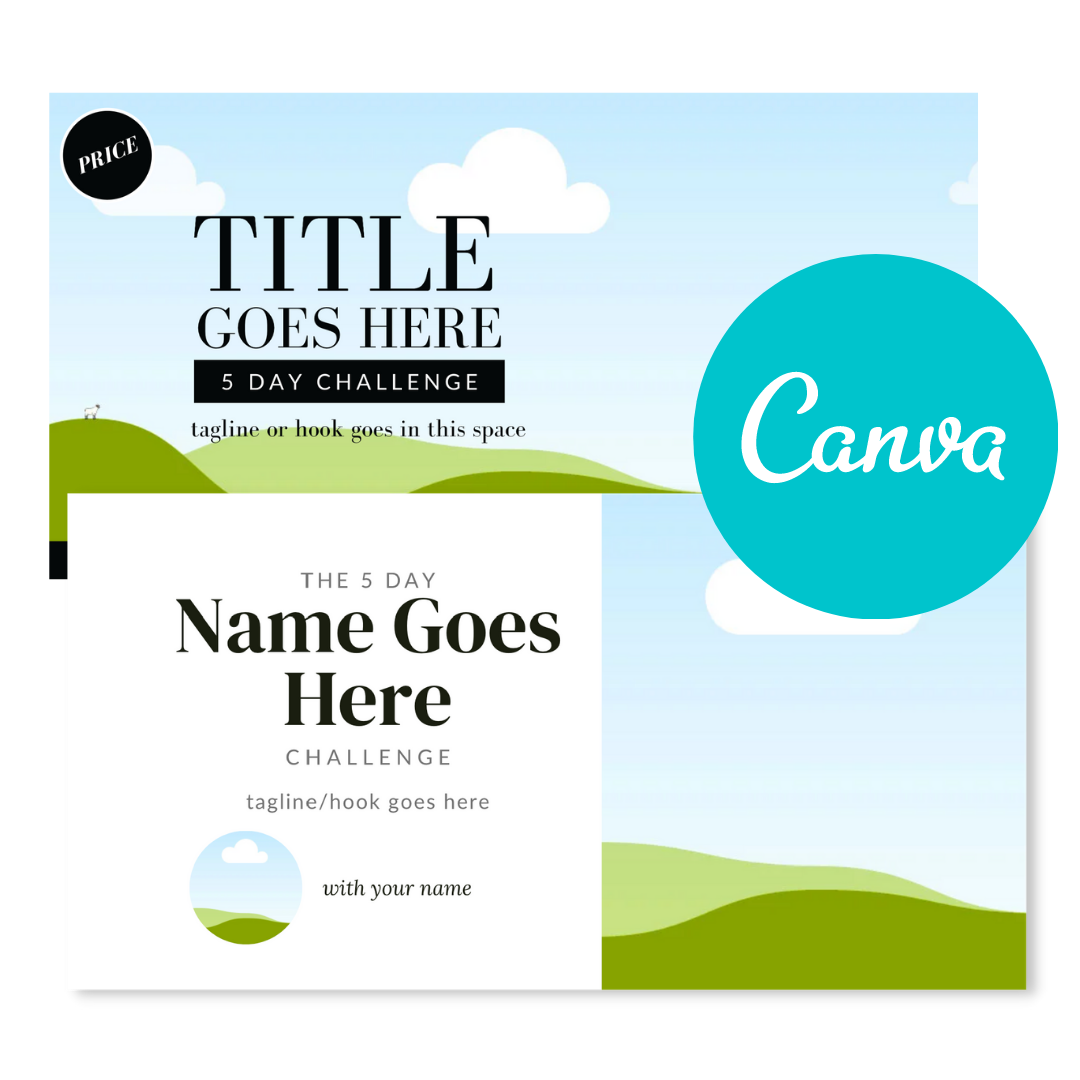 PRICE
TITLE
GOES HERE
5 DAY CHALLENGE
tagline or hook goes in this space
Canva
THE 5 DAY
Name Goes
Here
CHALLENGE
tagline/hook goes here
with your name